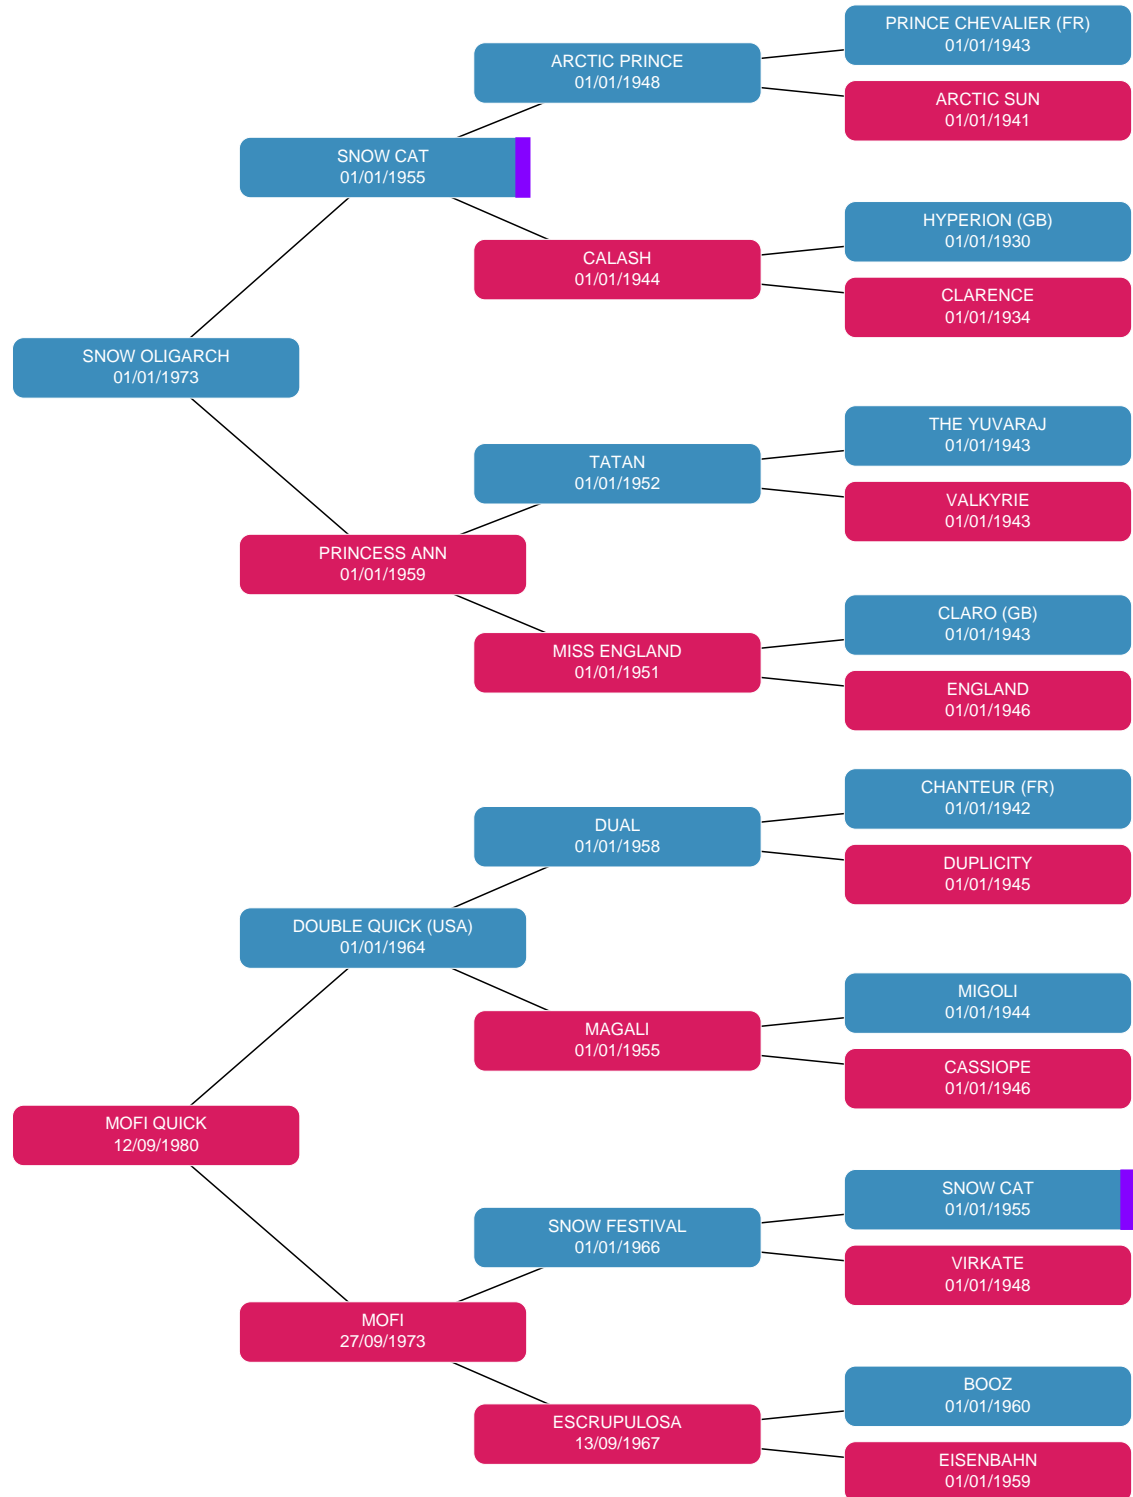 PRINCE CHEVALIER (FR)
01/01/1943
ARCTIC PRINCE
01/01/1948
ARCTIC SUN
01/01/1941
SNOW CAT
01/01/1955
HYPERION (GB)
01/01/1930
CALASH
01/01/1944
CLARENCE
01/01/1934
SNOW OLIGARCH
01/01/1973
THE YUVARAJ
01/01/1943
TATAN
01/01/1952
VALKYRIE
01/01/1943
PRINCESS ANN
01/01/1959
CLARO (GB)
01/01/1943
MISS ENGLAND
01/01/1951
ENGLAND
01/01/1946
CHANTEUR (FR)
01/01/1942
DUAL
01/01/1958
DUPLICITY
01/01/1945
DOUBLE QUICK (USA)
01/01/1964
MIGOLI
01/01/1944
MAGALI
01/01/1955
CASSIOPE
01/01/1946
MOFI QUICK
12/09/1980
SNOW CAT
01/01/1955
SNOW FESTIVAL
01/01/1966
VIRKATE
01/01/1948
MOFI
27/09/1973
BOOZ
01/01/1960
ESCRUPULOSA
13/09/1967
EISENBAHN
01/01/1959